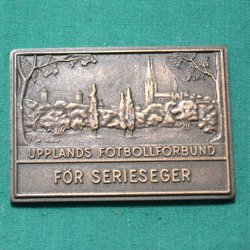 UPPLANDS FOTBOLLFÖRBUND
FÖR SERIESEGER